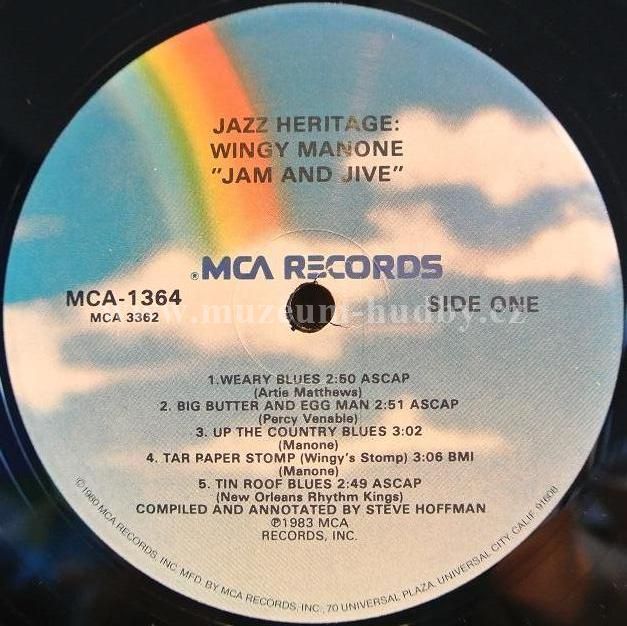 JAZZ HERITAGE:
WINGY MANONE
"JAM AND JIVE"
®MCA RECORDS
MCA-1364
MCA 3362
SIDE ONE
www.muzeum-hudby.cz
1.WEARY BLUES 2:50 ASCAP
(Artie Matthews)
2. BIG BUTTER AND EGG MAN 2:51 ASCAP
(Percy Venable)
3. UP THE COUNTRY BLUES 3:02
(Manone)
4. TAR PAPER STOMP (Wingy's Stomp) 3:06 BMI
(Manone)
5. TIN ROOF BLUES 2:49 ASCAP
(New Orleans Rhythm Kings)
COMPILED AND ANNOTATED BY STEVE HOFFMAN
℗1983 MCA
RECORDS, INC.
©1980 MCA RECORDS, INC. MFD. BY MCA RECORDS, INC., 70 UNIVERSAL PLAZA, UNIVERSAL CITY, CALIF. 91608